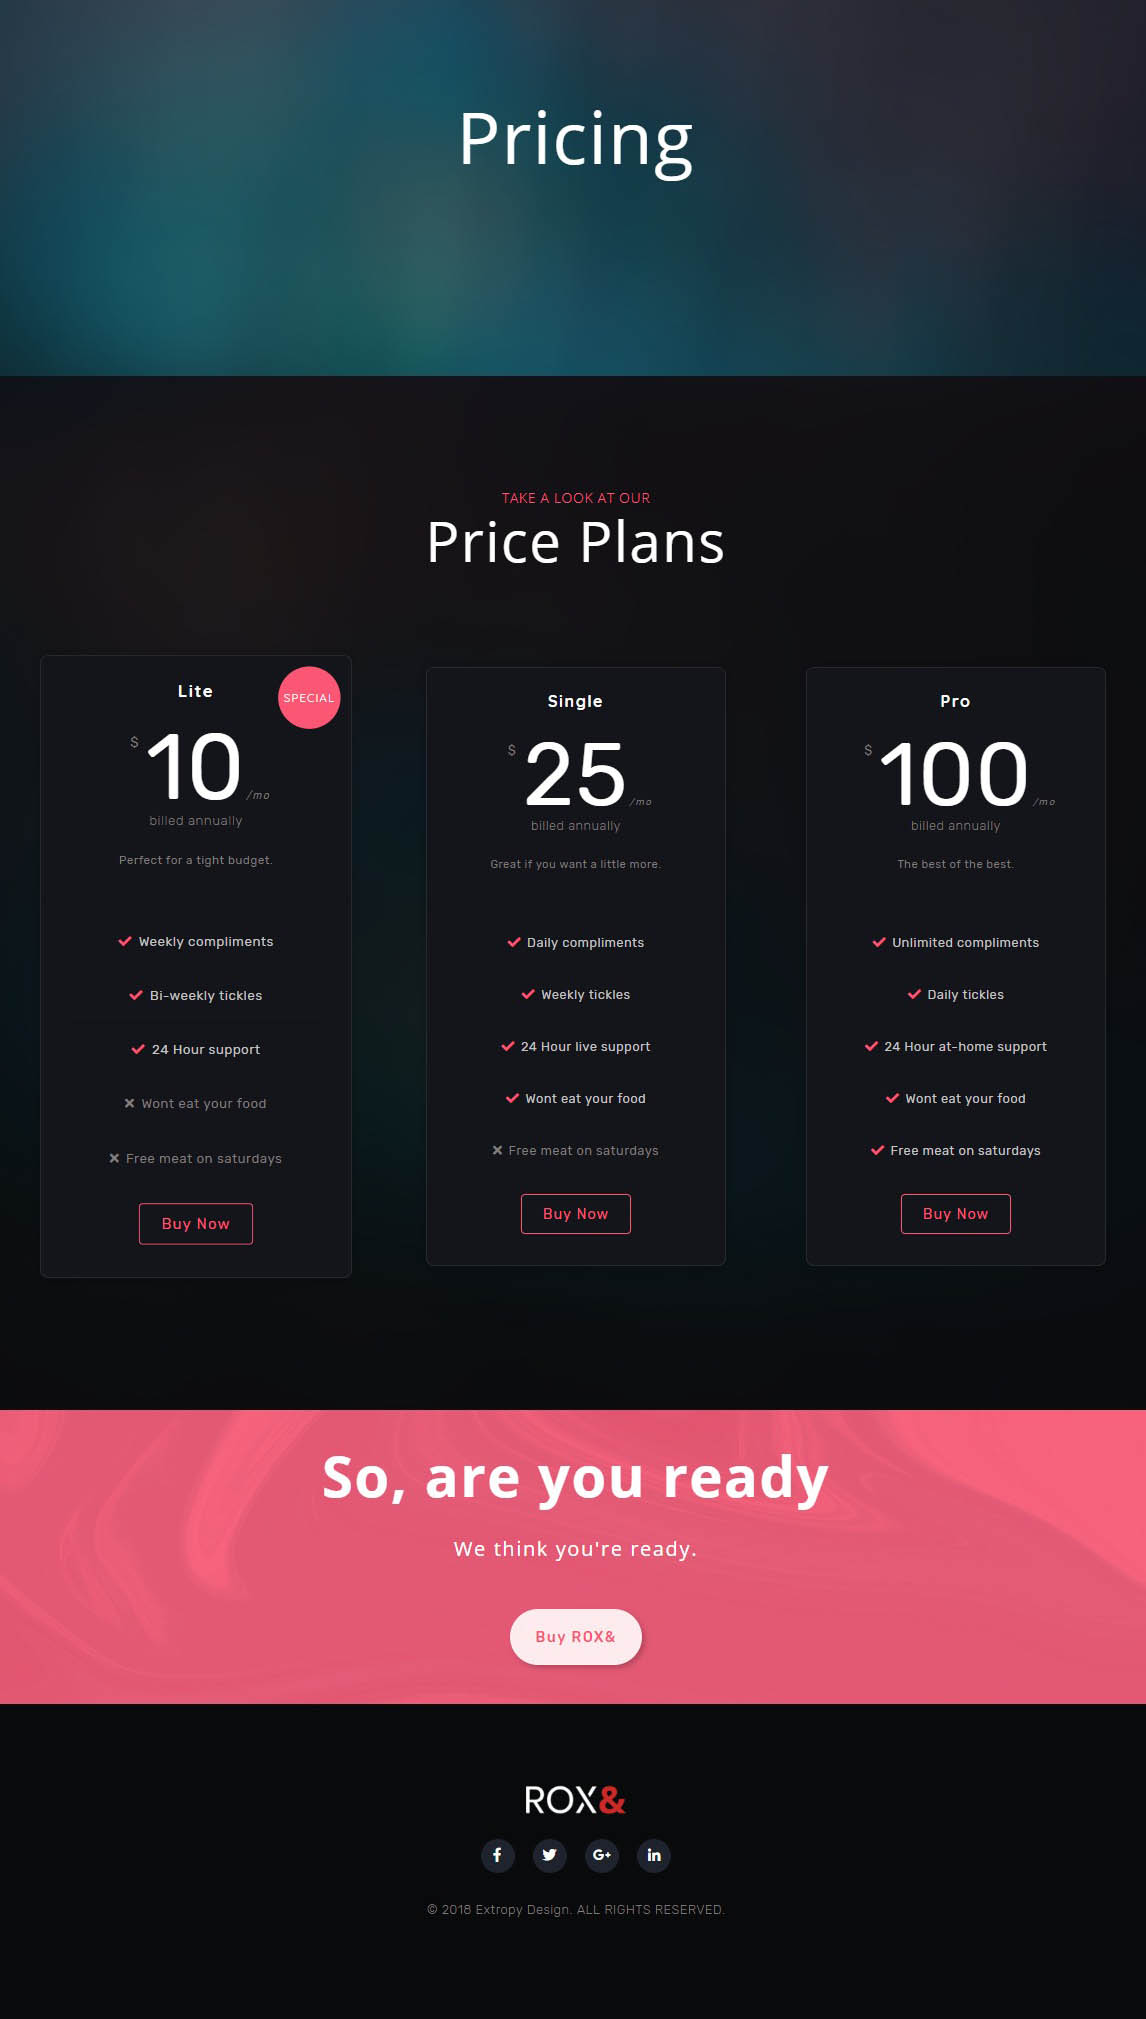 Pricing
TAKE A LOOK AT OUR
Price Plans
Lite
SPECIAL
$ 10 /mo
billed annually
Perfect for a tight budget.
Weekly compliments
Bi-weekly tickles
24 Hour support
Wont eat your food
Free meat on saturdays
Buy Now
Single
$ 25 /mo
billed annually
Great if you want a little more.
Daily compliments
Weekly tickles
24 Hour live support
Wont eat your food
Free meat on saturdays
Buy Now
Pro
$ 100 /mo
billed annually
The best of the best.
Unlimited compliments
Daily tickles
24 Hour at-home support
Wont eat your food
Free meat on saturdays
Buy Now
So, are you ready
We think you're ready.
Buy ROX&
ROX&
© 2018 Extropy Design. ALL RIGHTS RESERVED.